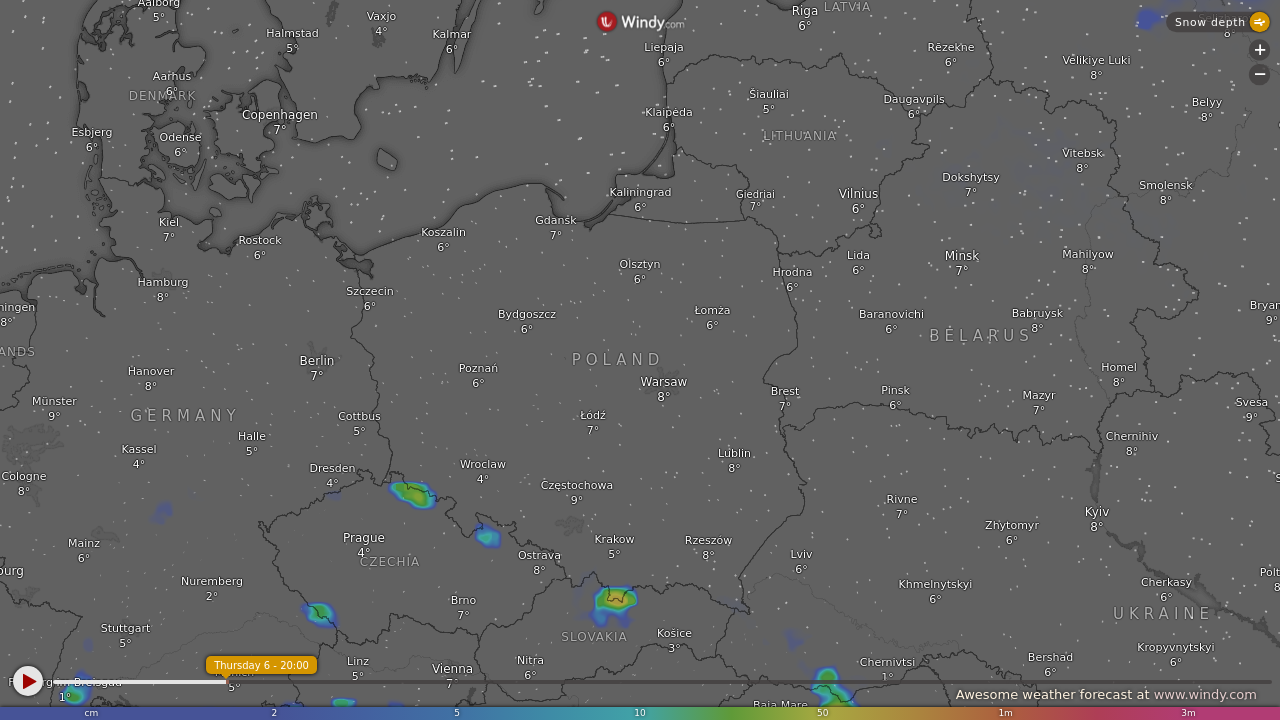 Aalborg
5°
Vaxjo
4°
Windy.com
Riga
6°
LATVIA
Snow depth
8°
Halmstad
5°
Kalmar
6°
Liepaja
6°
Rēzekne
6°
Velikiye Luki
8°
+
−
Aarhus
6°
DENMARK
Copenhagen
7°
Šiauliai
5°
Daugavpils
6°
Belyy
8°
Klaipėda
6°
Esbjerg
6°
Odense
6°
LITHUANIA
Vitebsk
8°
Dokshytsy
7°
Smolensk
8°
Kaliningrad
6°
Giedriai
7°
Vilnius
6°
Kiel
7°
Gdansk
7°
Koszalin
6°
Rostock
6°
Lida
6°
Minsk
7°
Mahilyow
8°
Olsztyn
6°
Hrodna
6°
Hamburg
8°
Szczecin
6°
ningen
8°
Bydgoszcz
6°
Łomża
6°
Baranovichi
6°
Babruysk
8°
Bryan
9°
BELARUS
ANDS
POLAND
Berlin
7°
Hanover
8°
Poznań
6°
Warsaw
8°
Homel
8°
Brest
7°
Pinsk
6°
Mazyr
7°
Münster
9°
GERMANY
Cottbus
5°
Łódź
7°
Svesa
9°
Halle
5°
Chernihiv
8°
Kassel
4°
Lublin
8°
Dresden
4°
Wroclaw
4°
Cologne
8°
Częstochowa
9°
S
Rivne
7°
Kyiv
8°
Zhytomyr
6°
Mainz
6°
Prague
4°
CZECHIA
Krakow
5°
Rzeszów
8°
Ostrava
8°
Lviv
6°
burg
Nuremberg
2°
Khmelnytskyi
6°
Cherkasy
6°
Polt
8
Brno
7°
UKRAINE
Stuttgart
5°
SLOVAKIA
Košice
3°
Kropyvnytskyi
6°
Linz
5°
Vienna
7°
Nitra
6°
Chernivtsi
1°
Bershad
6°
Thursday 6 - 20:00
5°
1°
Baia Mare
Awesome weather forecast at www.windy.com
cm
2
5
10
50
1m
3m